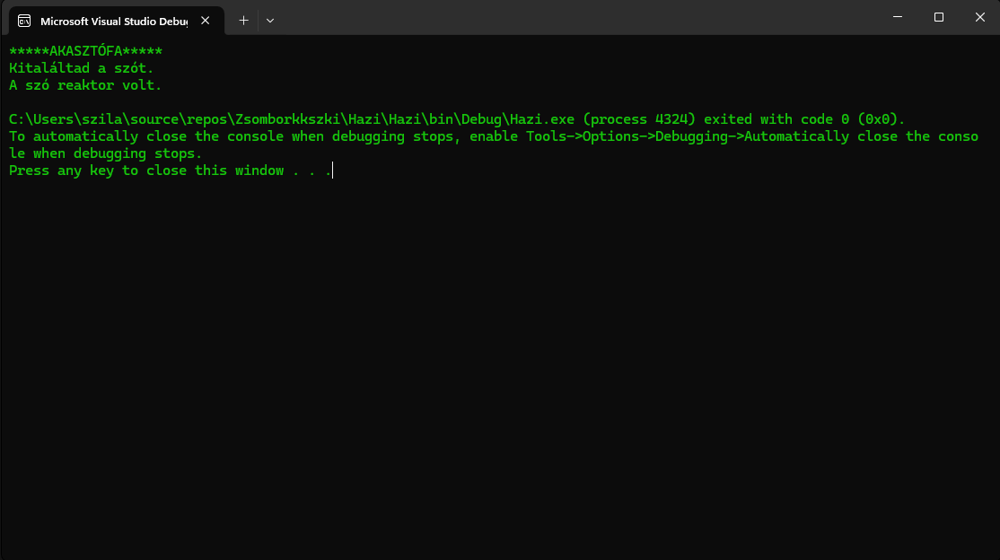 Microsoft Visual Studio Debug
*****AKASZTÓFA*****
Kitaláltad a szót.
A szó reaktor volt.
C:\Users\szila\source\repos\Zsomborkkszki\Hazi\Hazi\bin\Debug\Hazi.exe (process 4324) exited with code 0 (0x0).
To automatically close the console when debugging stops, enable Tools->Options->Debugging->Automatically close the conso
le when debugging stops.
Press any key to close this window . . .